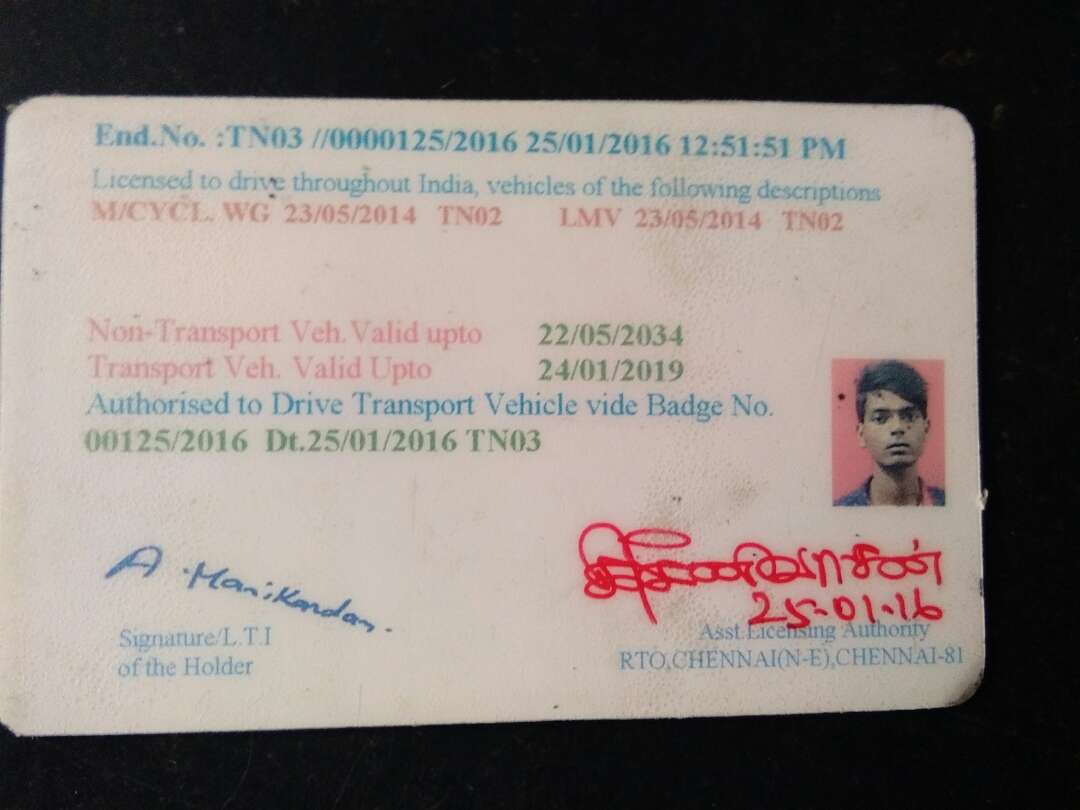 End.No. :TN03 //0000125/2016 25/01/2016 12:51:51 PM
Licensed to drive throughout India, vehicles of the following descriptions
M/CYCL. WG 23/05/2014 TN02 LMV 23/05/2014 TN02
Non-Transport Veh.Valid upto 22/05/2034
Transport Veh. Valid Upto 24/01/2019
Authorised to Drive Transport Vehicle vide Badge No.
00125/2016 Dt.25/01/2016 TN03
A. Manikandan.
25-01-16
Signature/L.T.I
of the Holder
Asst.Licensing Authority
RTO,CHENNAI(N-E),CHENNAI-81